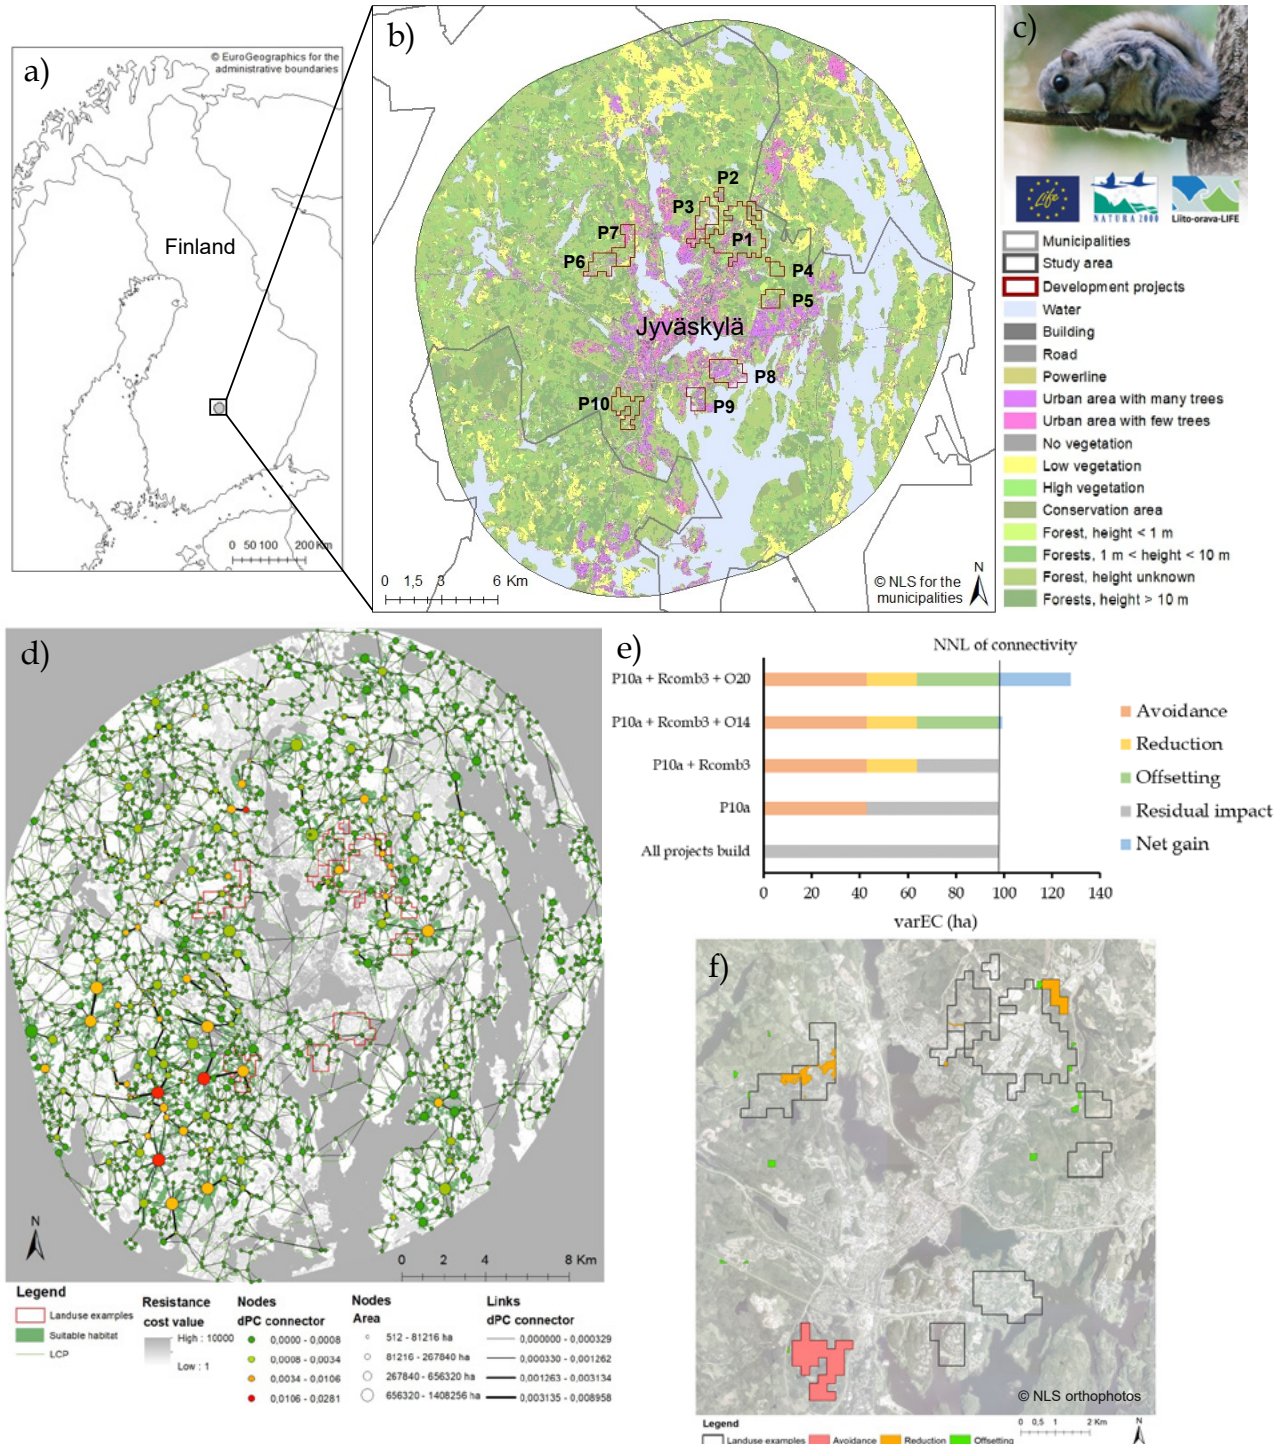 a)
© EuroGeographics for the
administrative boundaries
Finland
0 50 100 200 Km
b)
P2
P3
P1
P7
P6
P4
P5
Jyväskylä
P8
P10
P9
0 1,5 3 6 Km
© NLS for the
municipalities
N
c)
Life
NATURA 2000
Liito-orava-LIFE
Municipalities
Study area
Development projects
Water
Building
Road
Powerline
Urban area with many trees
Urban area with few trees
No vegetation
Low vegetation
High vegetation
Conservation area
Forest, height < 1 m
Forests, 1 m < height < 10 m
Forest, height unknown
Forests, height > 10 m
d)
N
0 2 4 8 Km
Legend
Landuse examples
Suitable habitat
LCP
Resistance
cost value
High : 10000
Low : 1
Nodes
dPC connector
0,0000 - 0,0008
0,0008 - 0,0034
0,0034 - 0,0106
0,0106 - 0,0281
Nodes
Area
512 - 81216 ha
81216 - 267840 ha
267840 - 656320 ha
656320 - 1408256 ha
Links
dPC connector
0,000000 - 0,000329
0,000330 - 0,001262
0,001263 - 0,003134
0,003135 - 0,008958
e)
NNL of connectivity
P10a + Rcomb3 + O20
P10a + Rcomb3 + O14
P10a + Rcomb3
P10a
All projects build
0 20 40 60 80 100 120 140
varEC (ha)
Avoidance
Reduction
Offsetting
Residual impact
Net gain
f)
© NLS orthophotos
Legend
Landuse examples Avoidance Reduction Offsetting
0 0,5 1 2 Km
N